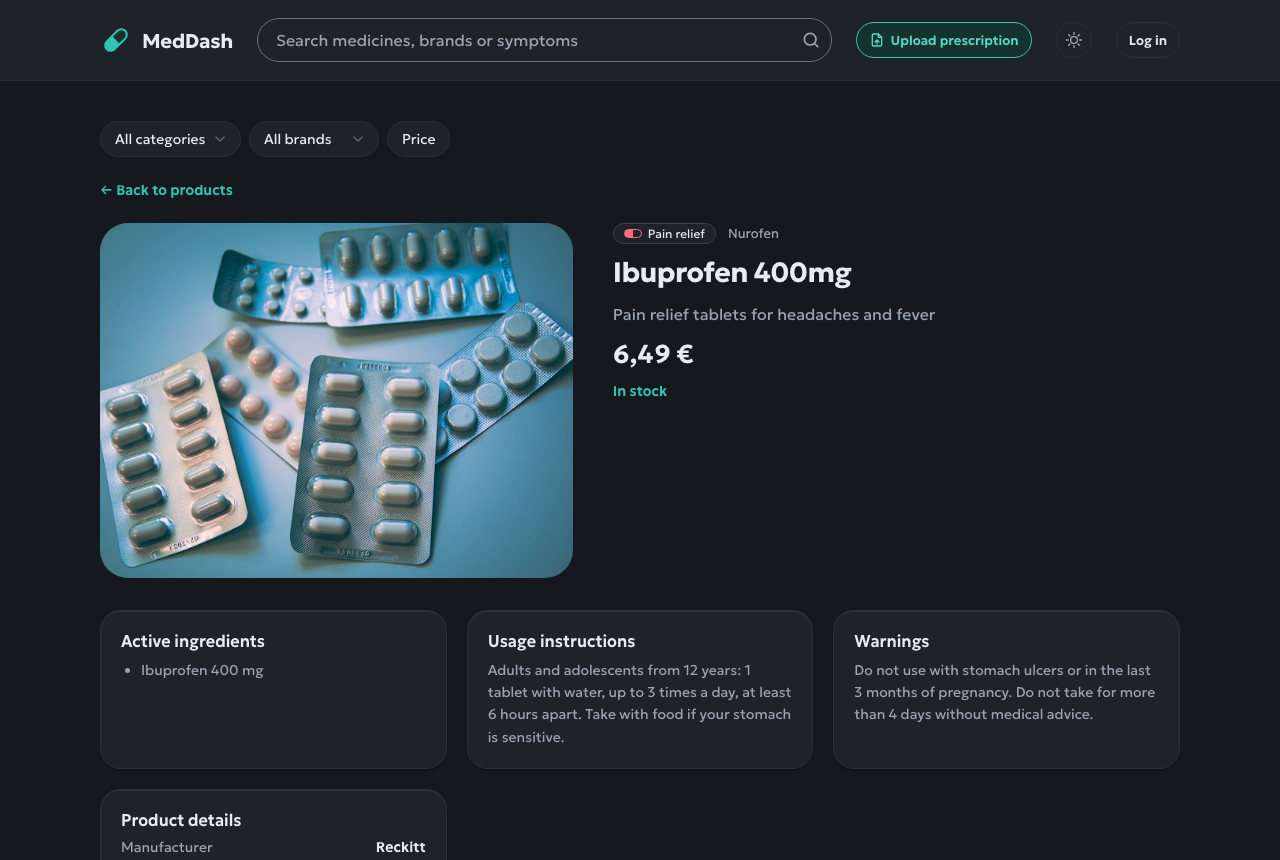 MedDash
Search medicines, brands or symptoms
Upload prescription
Log in
All categories
All brands
Price
← Back to products
Pain relief
Nurofen
Ibuprofen 400mg
Pain relief tablets for headaches and fever
6,49 €
In stock
Active ingredients
• Ibuprofen 400 mg
Usage instructions
Adults and adolescents from 12 years: 1
tablet with water, up to 3 times a day, at least
6 hours apart. Take with food if your stomach
is sensitive.
Warnings
Do not use with stomach ulcers or in the last
3 months of pregnancy. Do not take for more
than 4 days without medical advice.
Product details
Manufacturer
Reckitt